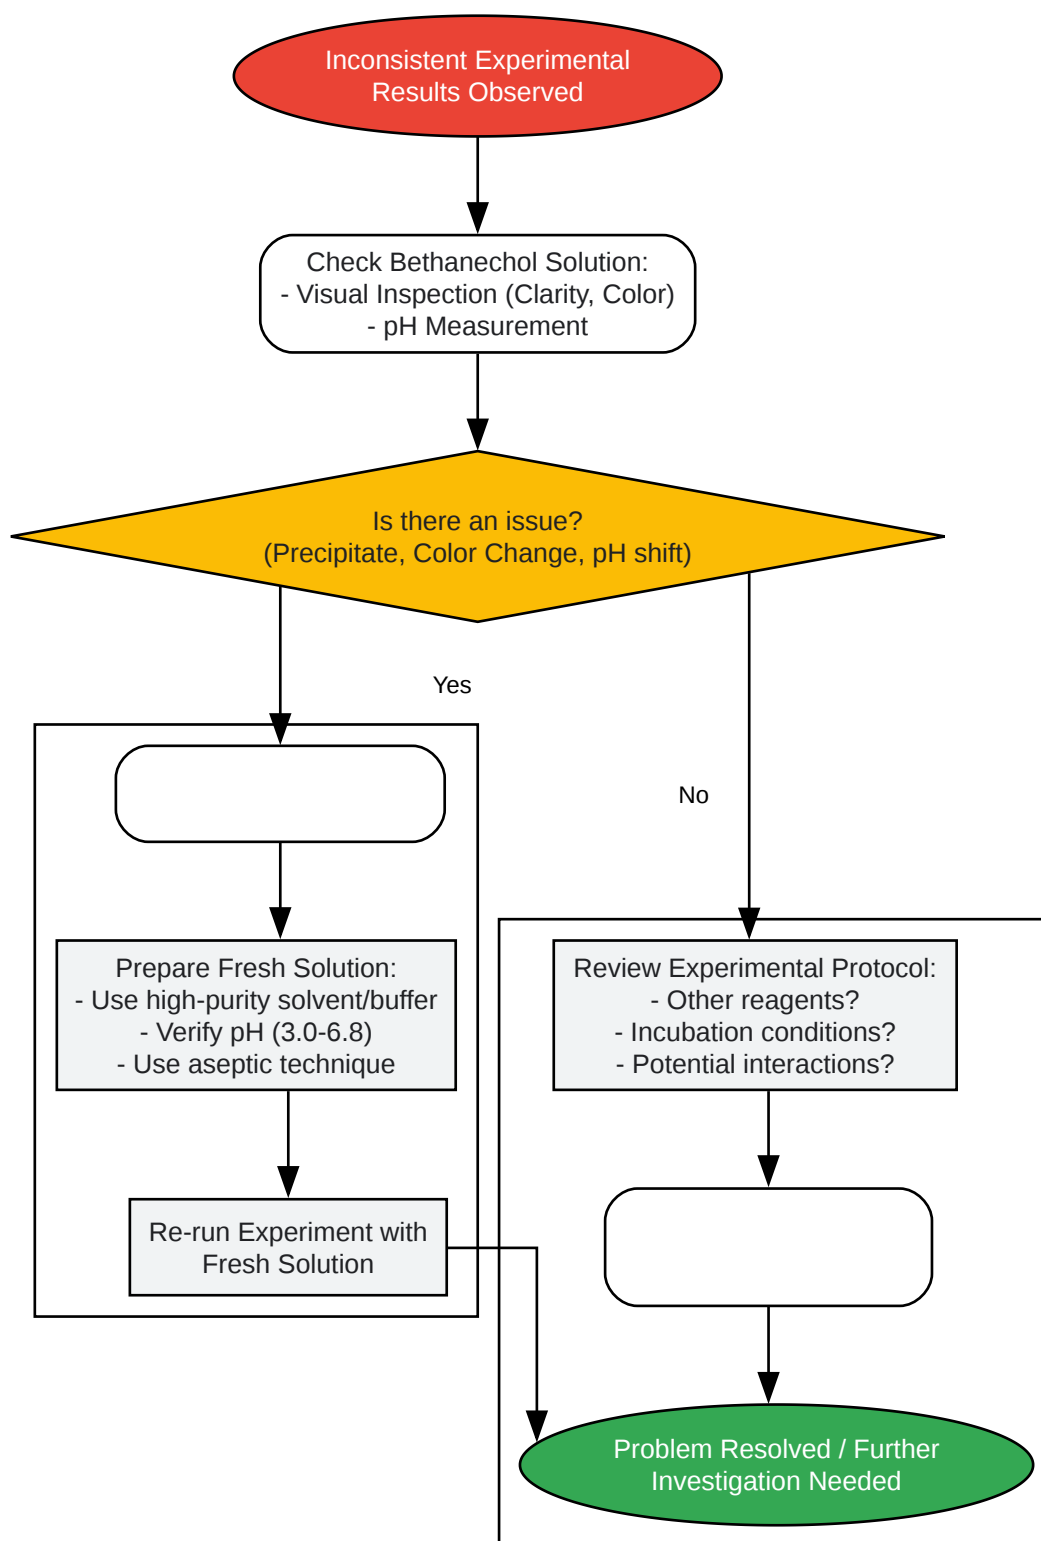 Inconsistent Experimental
Results Observed
Check Bethanechol Solution:
- Visual Inspection (Clarity, Color)
- pH Measurement
Is there an issue?
(Precipitate, Color Change, pH shift)
Yes
No
Prepare Fresh Solution:
- Use high-purity solvent/buffer
- Verify pH (3.0-6.8)
- Use aseptic technique
Review Experimental Protocol:
- Other reagents?
- Incubation conditions?
- Potential interactions?
Re-run Experiment with
Fresh Solution
Problem Resolved / Further
Investigation Needed